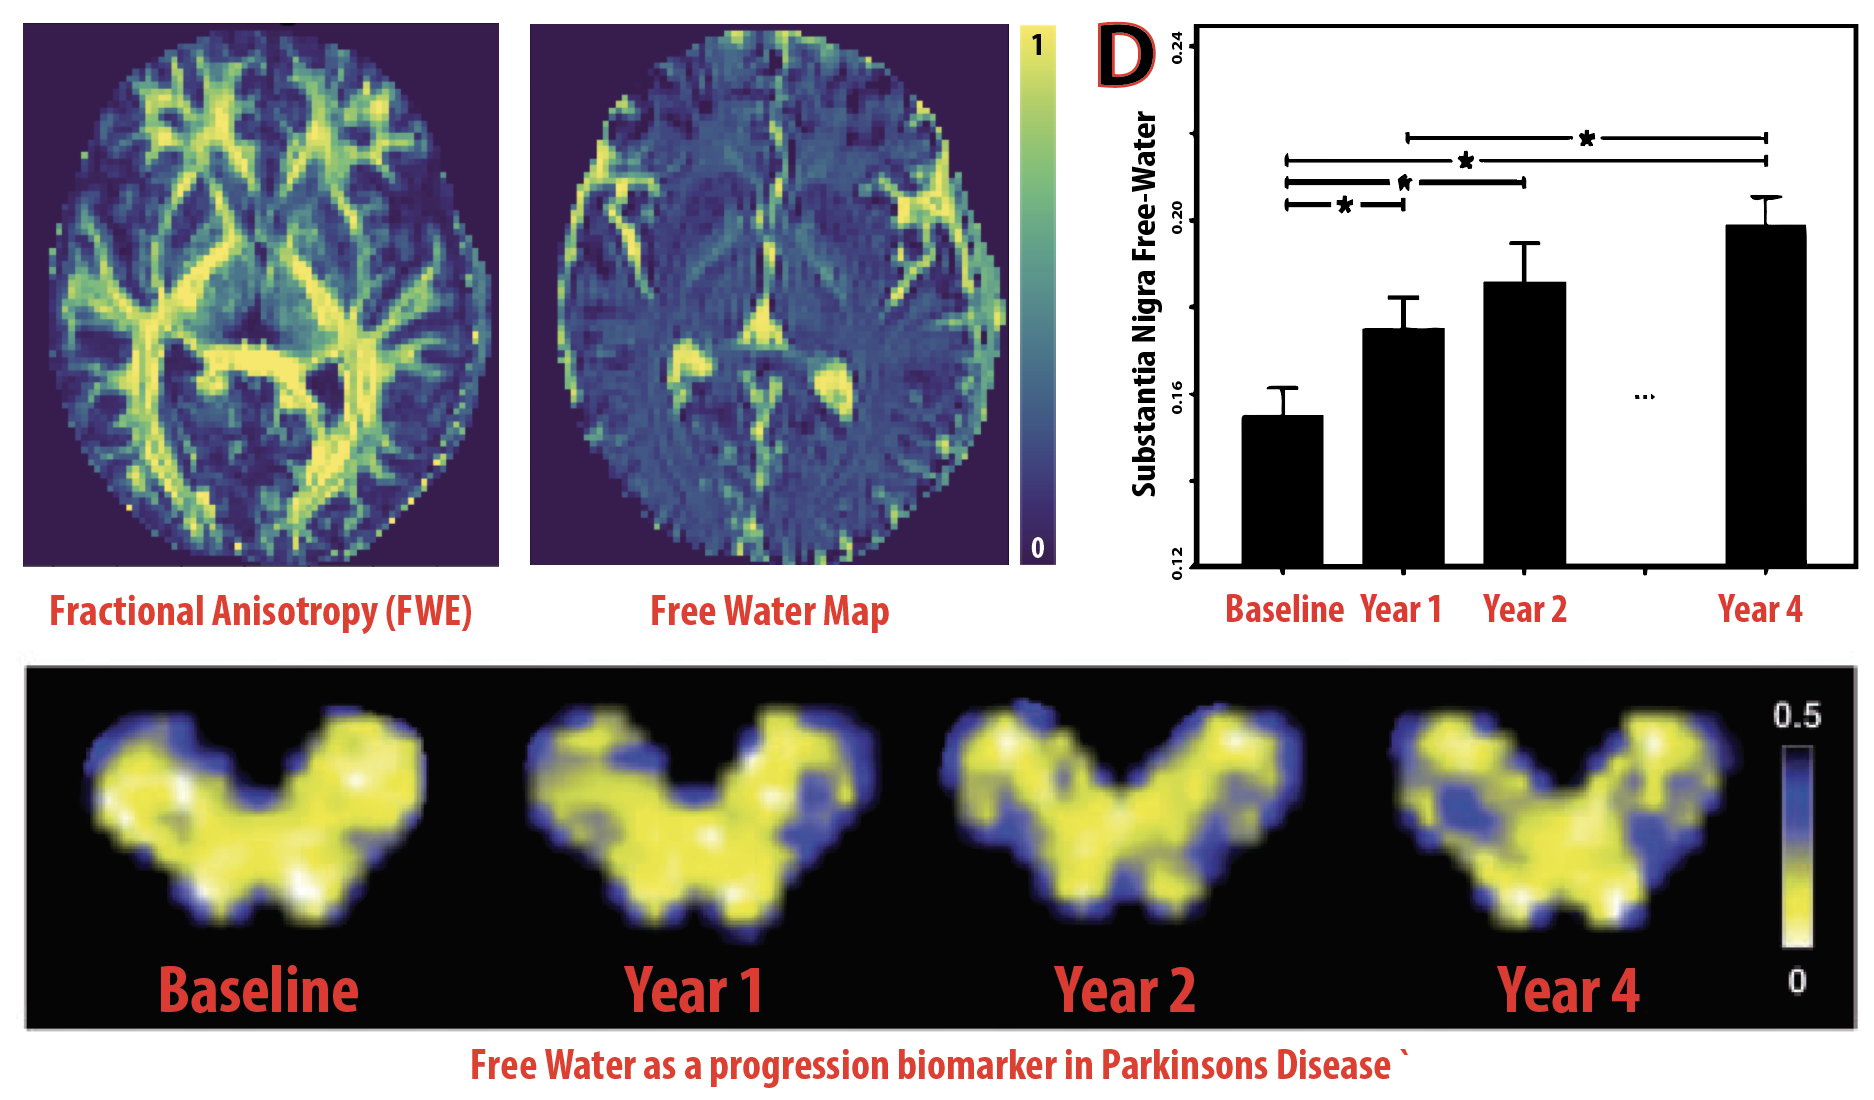 1
0
Fractional Anisotropy (FWE)
Free Water Map
D
Substantia Nigra Free-Water
0.24
0.20
0.16
0.12
* 
*
*
*
...
Baseline Year 1 Year 2 Year 4
0.5
0
Baseline Year 1 Year 2 Year 4
Free Water as a progression biomarker in Parkinsons Disease `